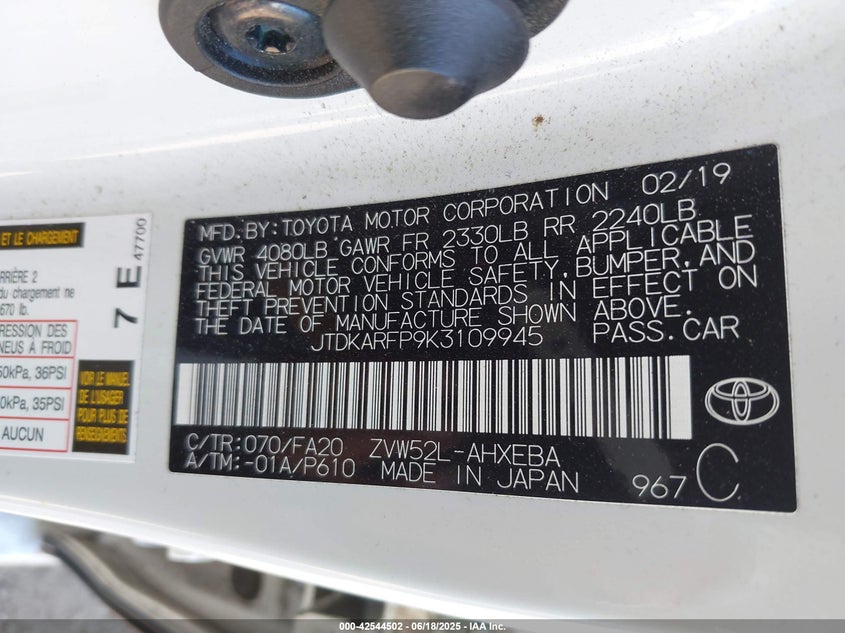 ET LE CHARGEMENT
47700
7 E
RRIÈRE 2
du chargement ne
670 lb.
RESSION DES
NEUS À FROID
50kPa, 36PSI
0kPa, 35PSI
AUCUN
VOIR LE MANUEL
DE L'USAGER
POUR PLUS DE
RENSEIGNEMENTS
MFD. BY: TOYOTA MOTOR CORPORATION 02/19
GVWR 4080LB GAWR FR 2330LB RR 2240LB
THIS VEHICLE CONFORMS TO ALL APPLICABLE
FEDERAL MOTOR VEHICLE SAFETY, BUMPER, AND
THEFT PREVENTION STANDARDS IN EFFECT ON
THE DATE OF MANUFACTURE SHOWN ABOVE.
JTDKARFP9K3109945 PASS. CAR
C/TR: 070/FA20 ZVW52L-AHXEBA
A/TM: -01A/P610 MADE IN JAPAN
967 C
000-42544502 - 06/18/2025 - IAA Inc.